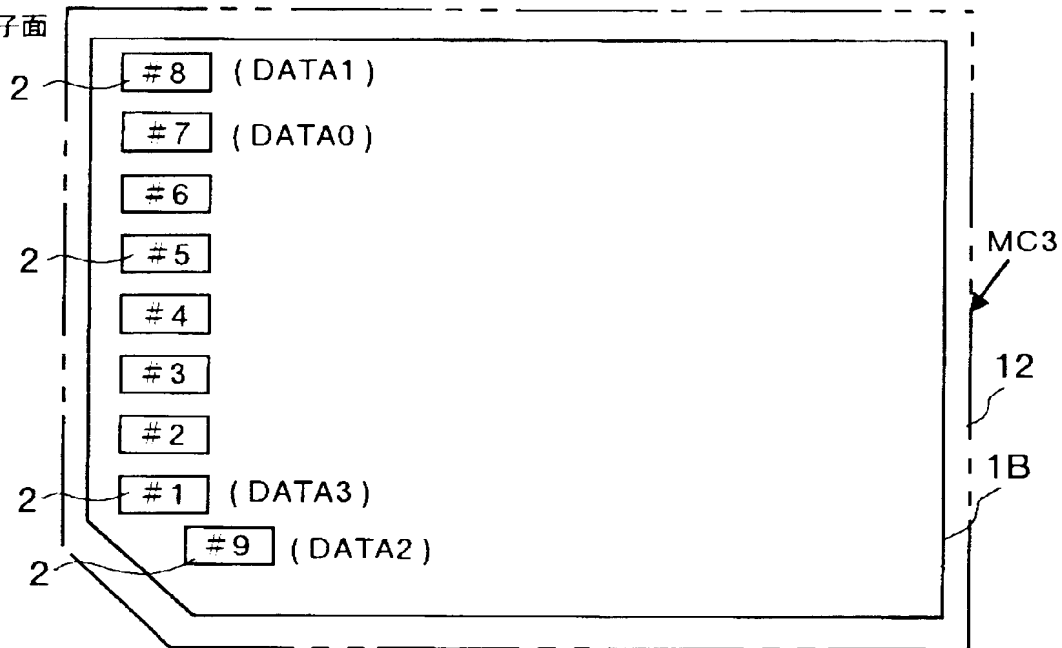 子面
2 #8 (DATA1)
#7 (DATA0)
#6
2 #5
MC3
#4
#3
12
#2
1B
2 #1 (DATA3)
#9 (DATA2)
2